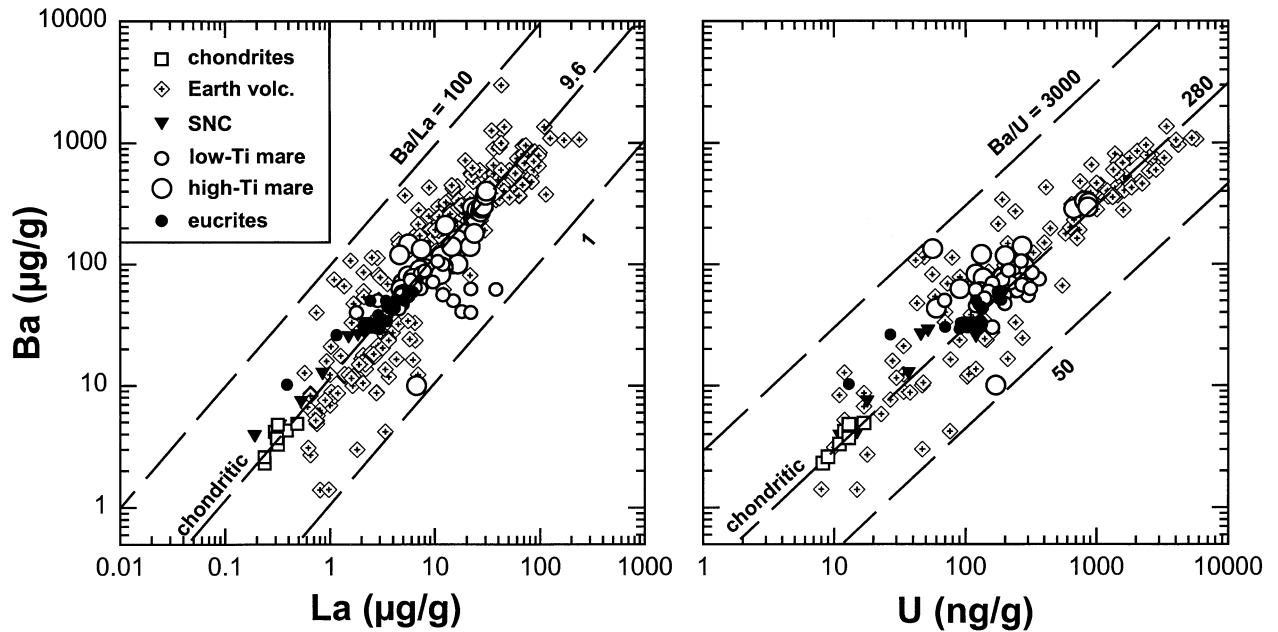 10000
1000
100
10
1
Ba (µg/g)
chondrites
Earth volc.
SNC
low-Ti mare
high-Ti mare
eucrites
Ba/La = 100
9.6
1
chondritic
0.01
0.1
1
10
100
1000
La (µg/g)
Ba/U = 3000
280
50
chondritic
1
10
100
1000
10000
U (ng/g)